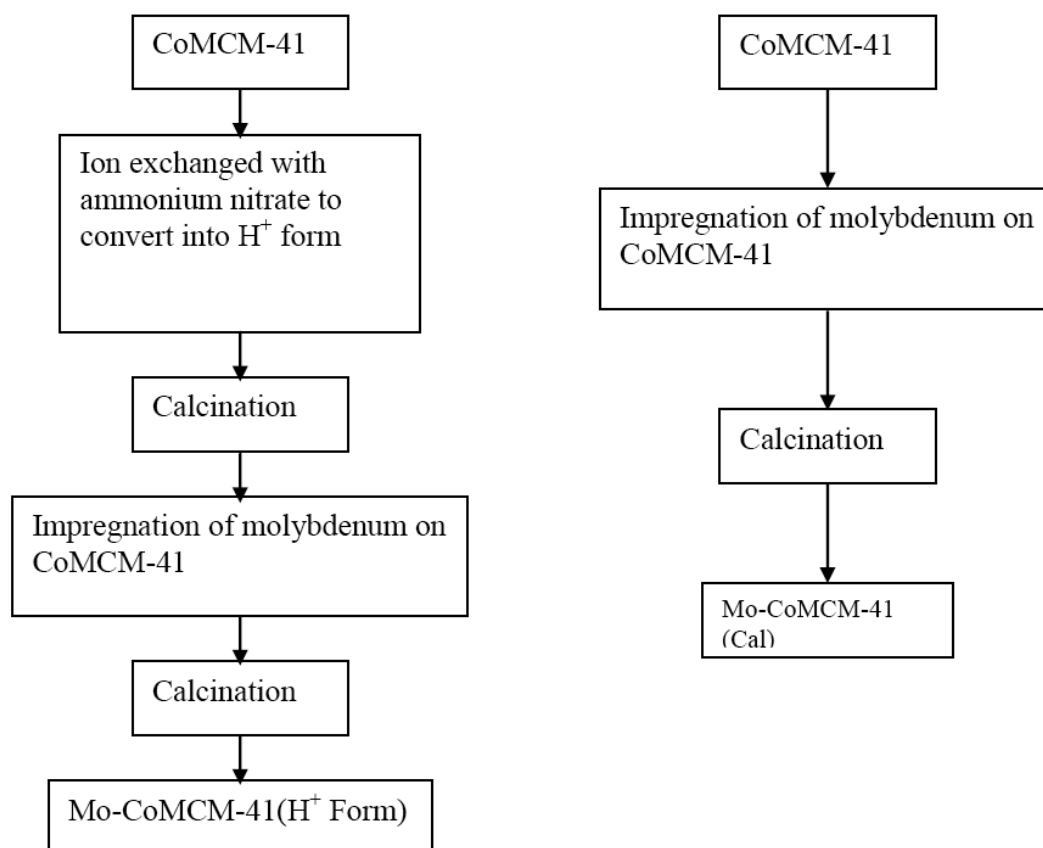 CoMCM-41
Ion exchanged with
ammonium nitrate to
convert into H⁺ form
Calcination
Impregnation of molybdenum on
CoMCM-41
Calcination
Mo-CoMCM-41(H⁺ Form)
CoMCM-41
Impregnation of molybdenum on
CoMCM-41
Calcination
Mo-CoMCM-41
(Cal)